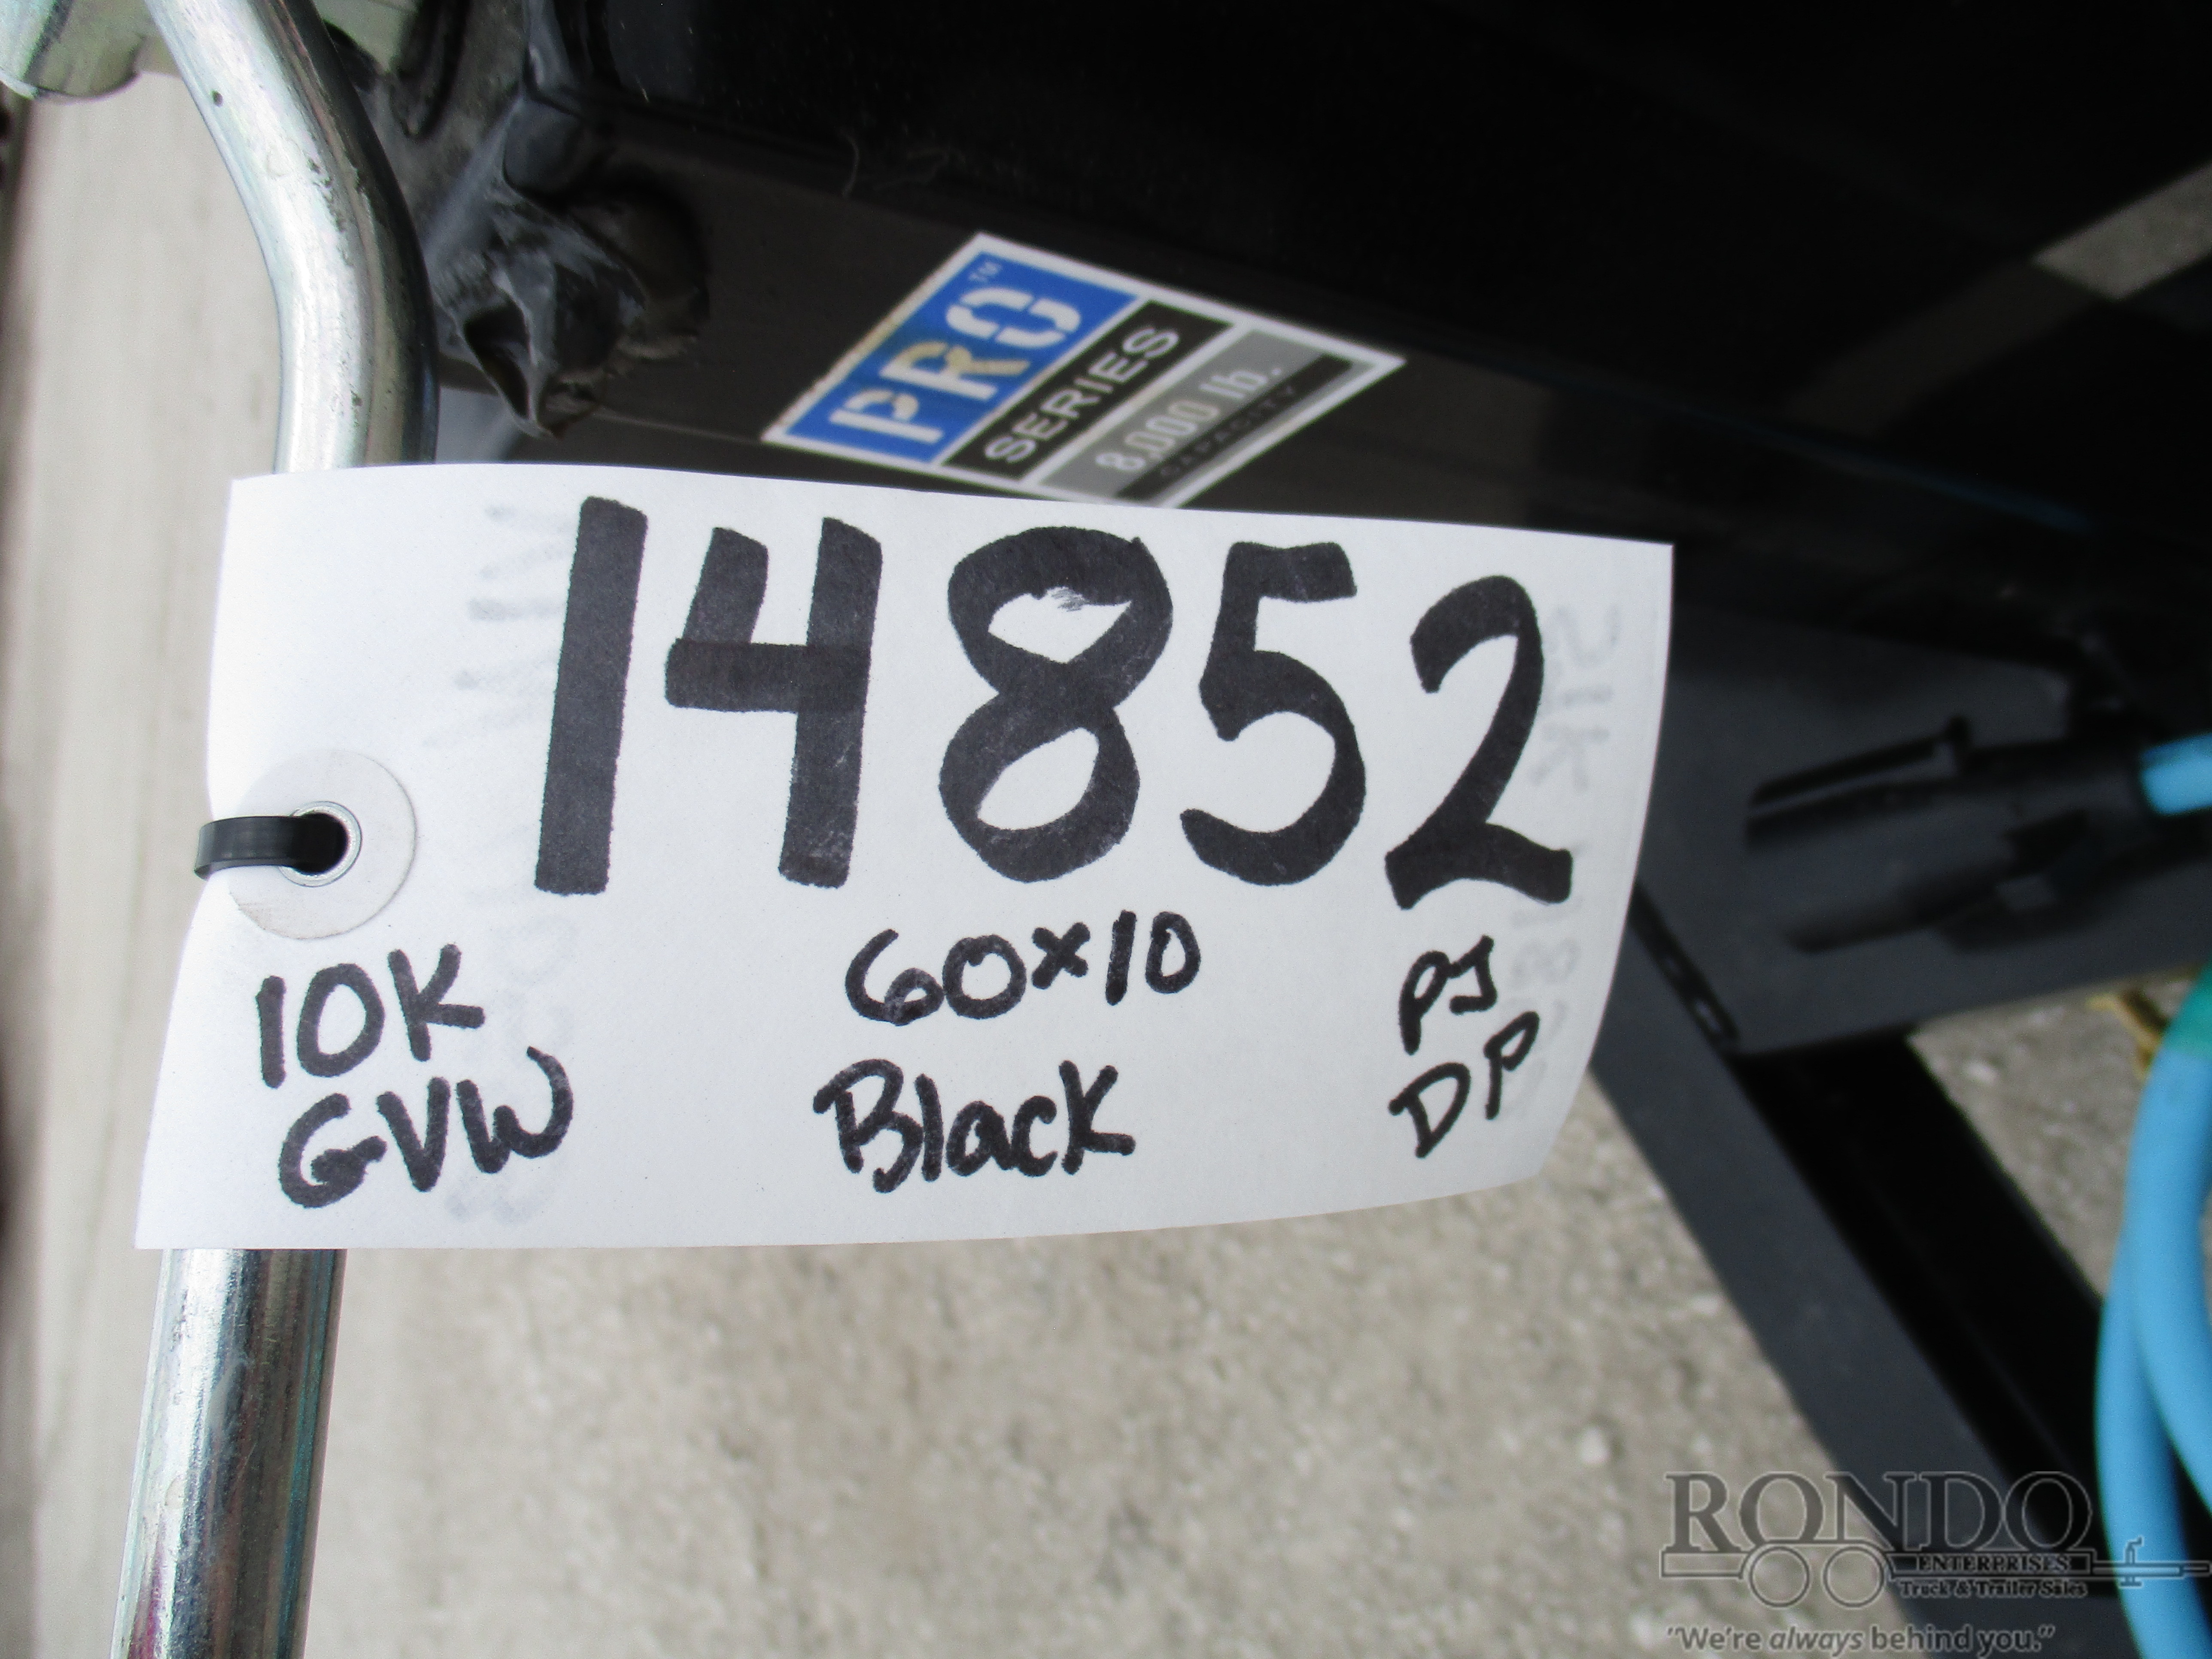 PRO™
SERIES
8,000 lb.
CAPACITY
14852
10K
GVW
60x10
Black
PJ
DP
RONDO
ENTERPRISES
Truck & Trailer Sales
"We're always behind you."